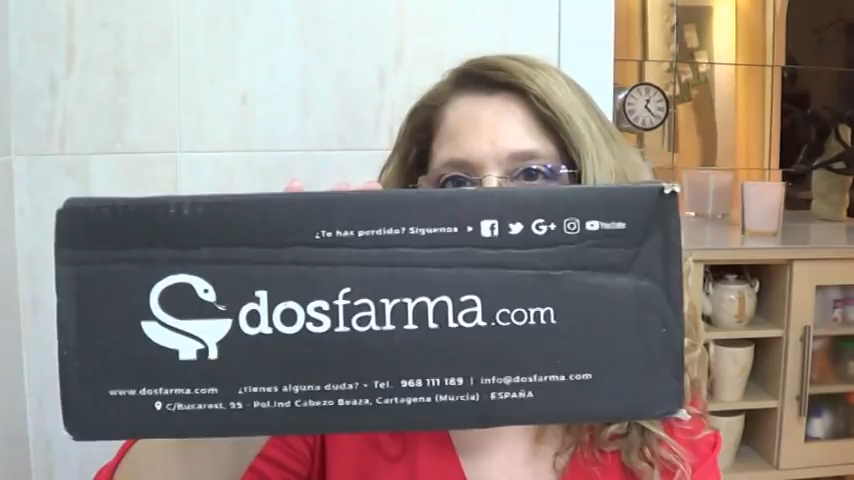 ¿Te has perdido? Síguenos
YouTube
dosfarma.com
www.dosfarma.com ¿Tienes alguna duda? - Tel. 968 111 189 | info@dosfarma.com
C/Bucarest, 25 - Pol.Ind Cabezo Beaza, Cartagena (Murcia) - ESPAÑA